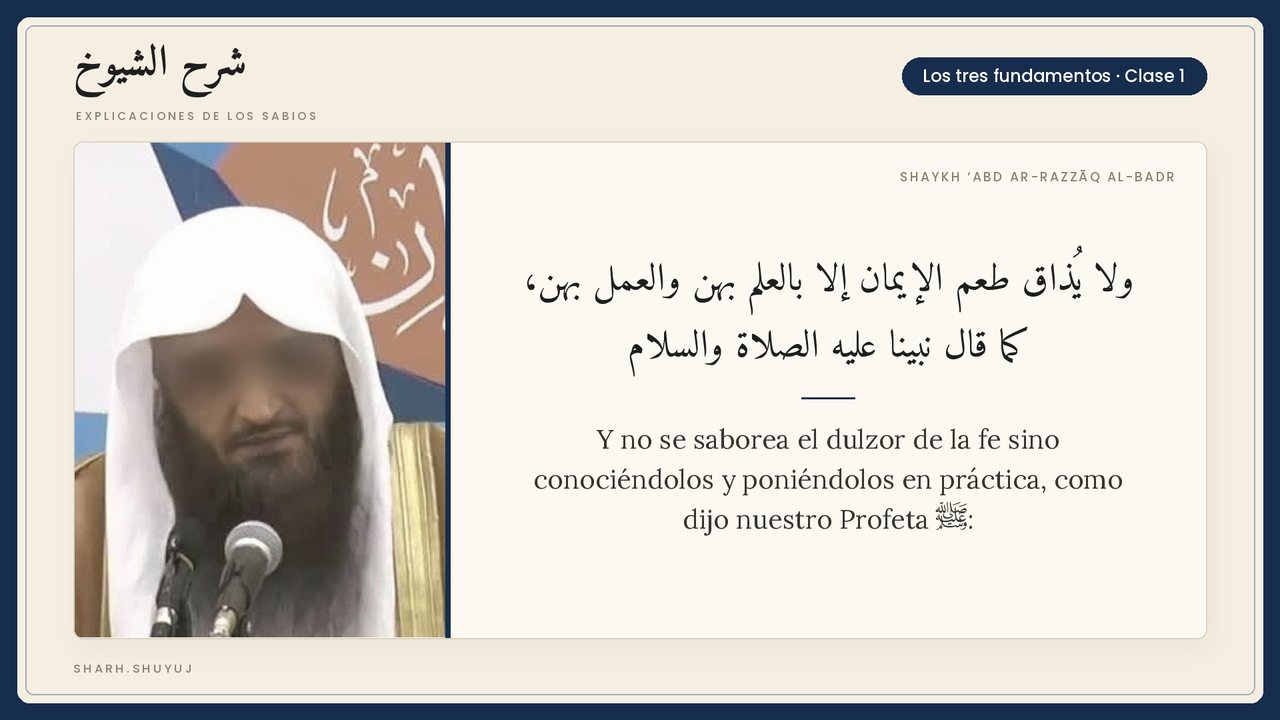 شرح الشيوخ
EXPLICACIONES DE LOS SABIOS
Los tres fundamentos · Clase 1
SHAYKH ʻABD AR-RAZZĀQ AL-BADR
ولا يُذاق طعم الإيمان إلا بالعلم بهن والعمل بهن،
كما قال نبينا عليه الصلاة والسلام
Y no se saborea el dulzor de la fe sino
conociéndolos y poniéndolos en práctica, como
dijo nuestro Profeta ﷺ:
SHARH.SHUYUJ